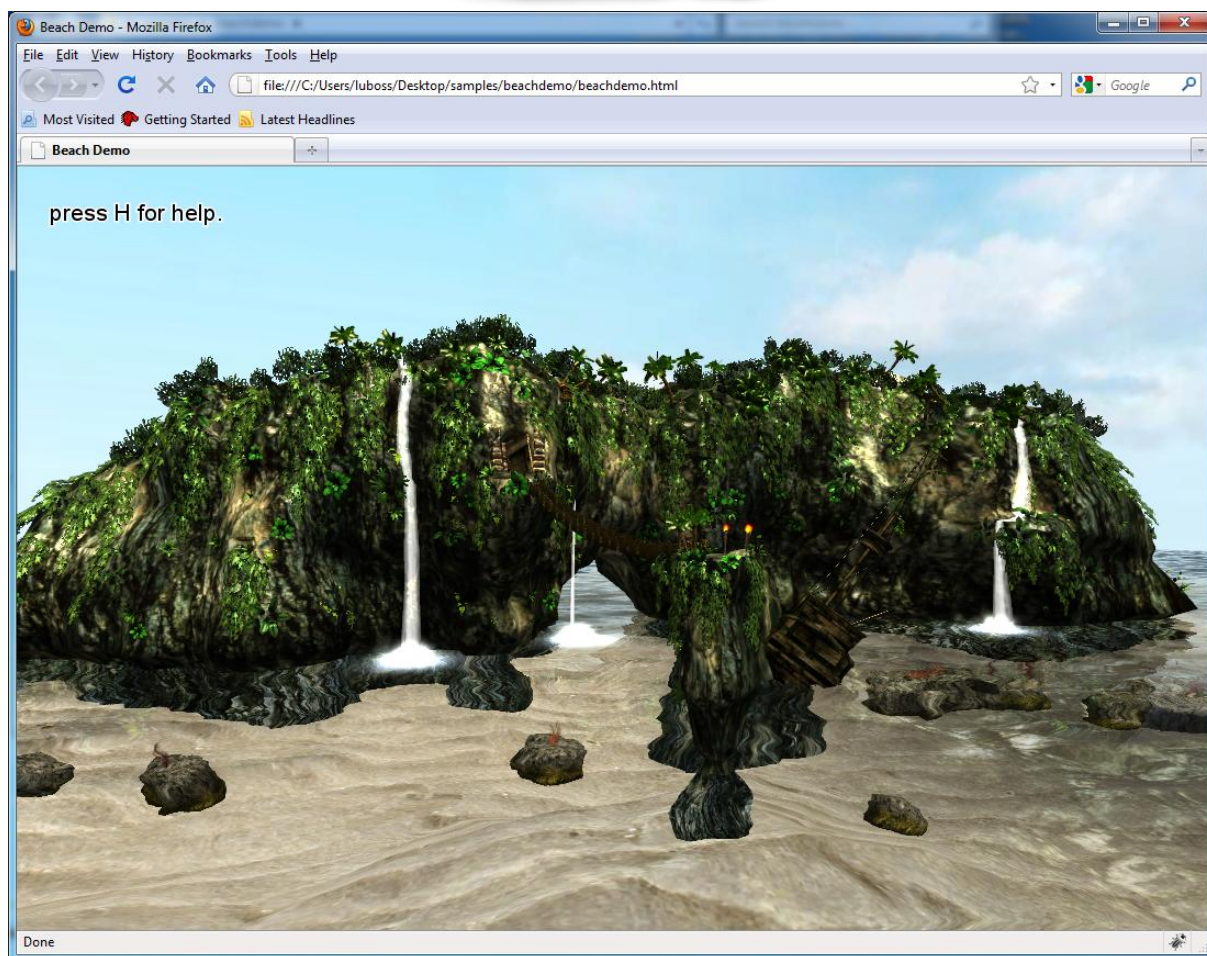 Beach Demo - Mozilla Firefox
File Edit View History Bookmarks Tools Help
file:///C:/Users/luboss/Desktop/samples/beachdemo/beachdemo.html
Google
Most Visited Getting Started Latest Headlines
Beach Demo
press H for help.
Done